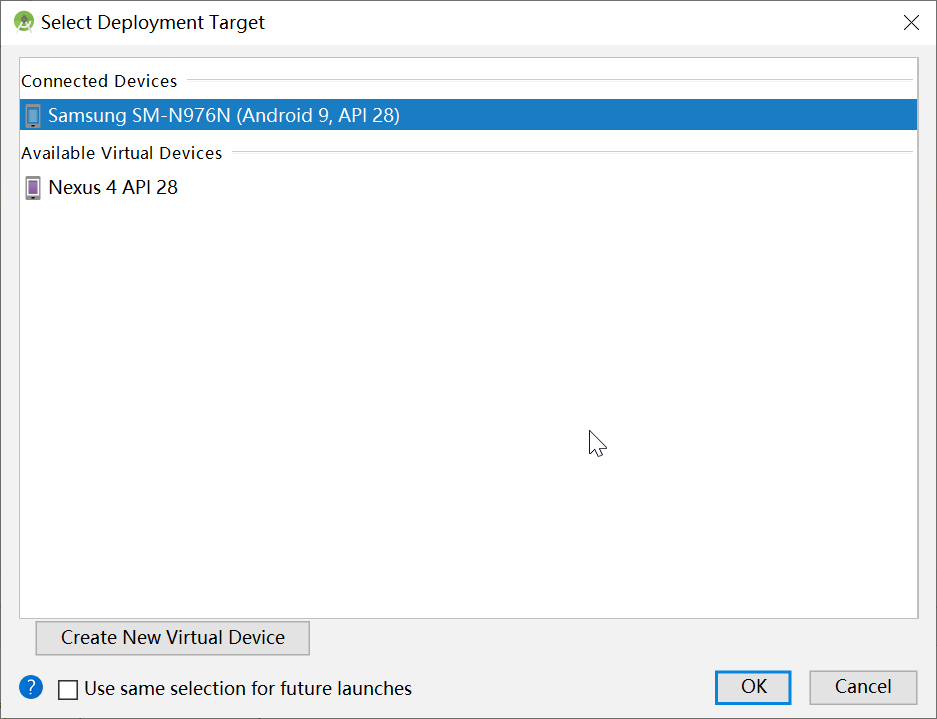 Select Deployment Target
Connected Devices
Samsung SM-N976N (Android 9, API 28)
Available Virtual Devices
Nexus 4 API 28
Create New Virtual Device
? Use same selection for future launches
OK
Cancel